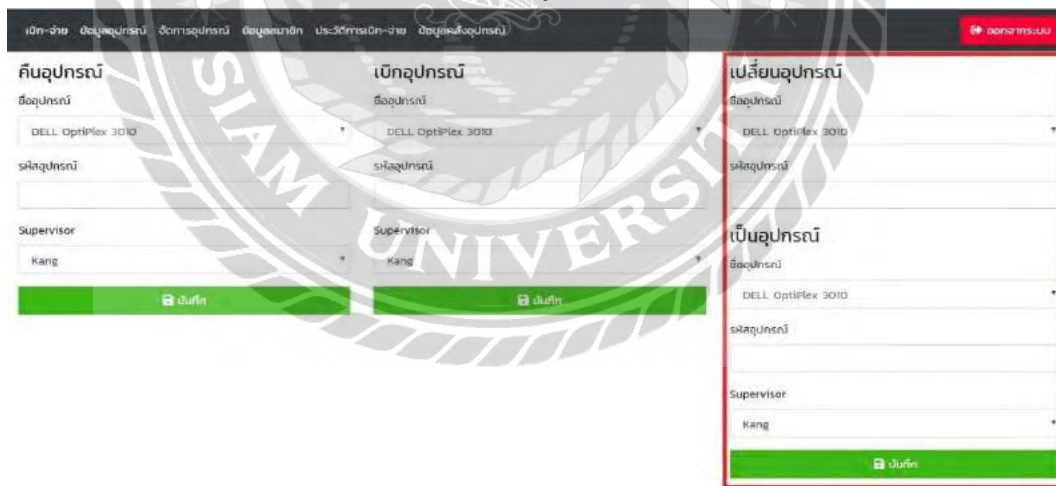 เบิก-จ่าย ข้อมูลอุปกรณ์ จัดการอุปกรณ์ ข้อมูลสมาชิก ประวัติการเบิก-จ่าย ข้อมูลคลังอุปกรณ์ ออกจากระบบ
คืนอุปกรณ์
ชื่ออุปกรณ์
DELL OptiPlex 3010
รหัสอุปกรณ์
Supervisor
Kang
บันทึก
เบิกอุปกรณ์
ชื่ออุปกรณ์
DELL OptiPlex 3010
รหัสอุปกรณ์
Supervisor
Kang
บันทึก
เปลี่ยนอุปกรณ์
ชื่ออุปกรณ์
DELL OptiPlex 3010
รหัสอุปกรณ์
เป็นอุปกรณ์
ชื่ออุปกรณ์
DELL OptiPlex 3010
รหัสอุปกรณ์
Supervisor
Kang
บันทึก
SIAM UNIVERSITY